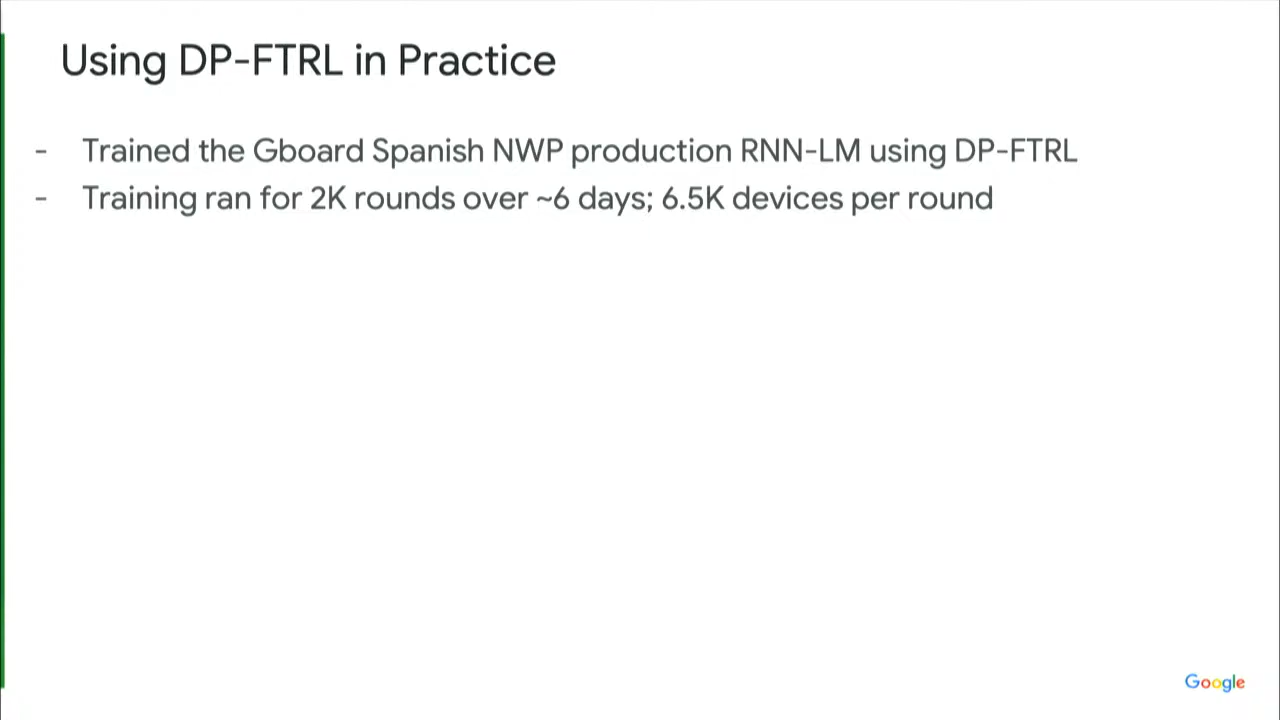 Using DP-FTRL in Practice
- Trained the Gboard Spanish NWP production RNN-LM using DP-FTRL
- Training ran for 2K rounds over ~6 days; 6.5K devices per round
Google